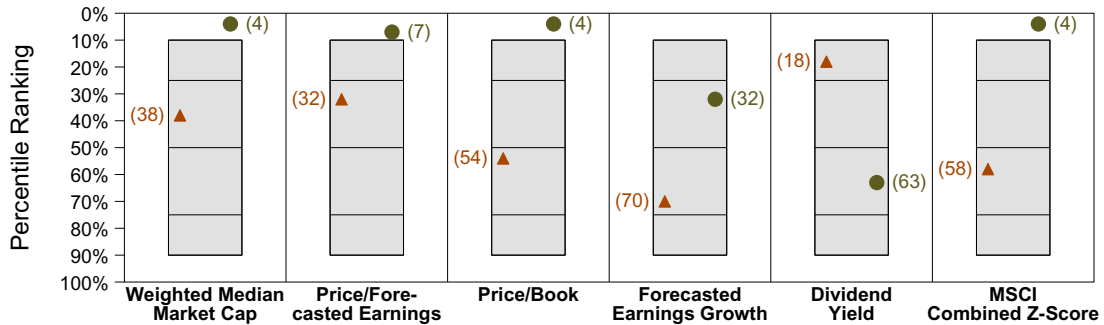 Percentile Ranking
0%
10%
20%
30%
40%
50%
60%
70%
80%
90%
100%
(4)
(38)
(7)
(32)
(4)
(54)
(32)
(70)
(18)
(63)
(4)
(58)
Weighted Median
Market Cap
Price/Fore-
casted Earnings
Price/Book
Forecasted
Earnings Growth
Dividend
Yield
MSCI
Combined Z-Score